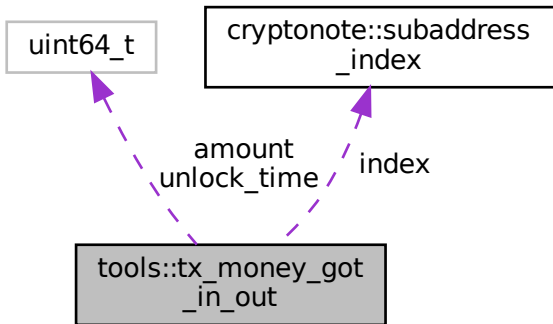 uint64_t
cryptonote::subaddress
_index
amount
unlock_time
index
tools::tx_money_got
_in_out